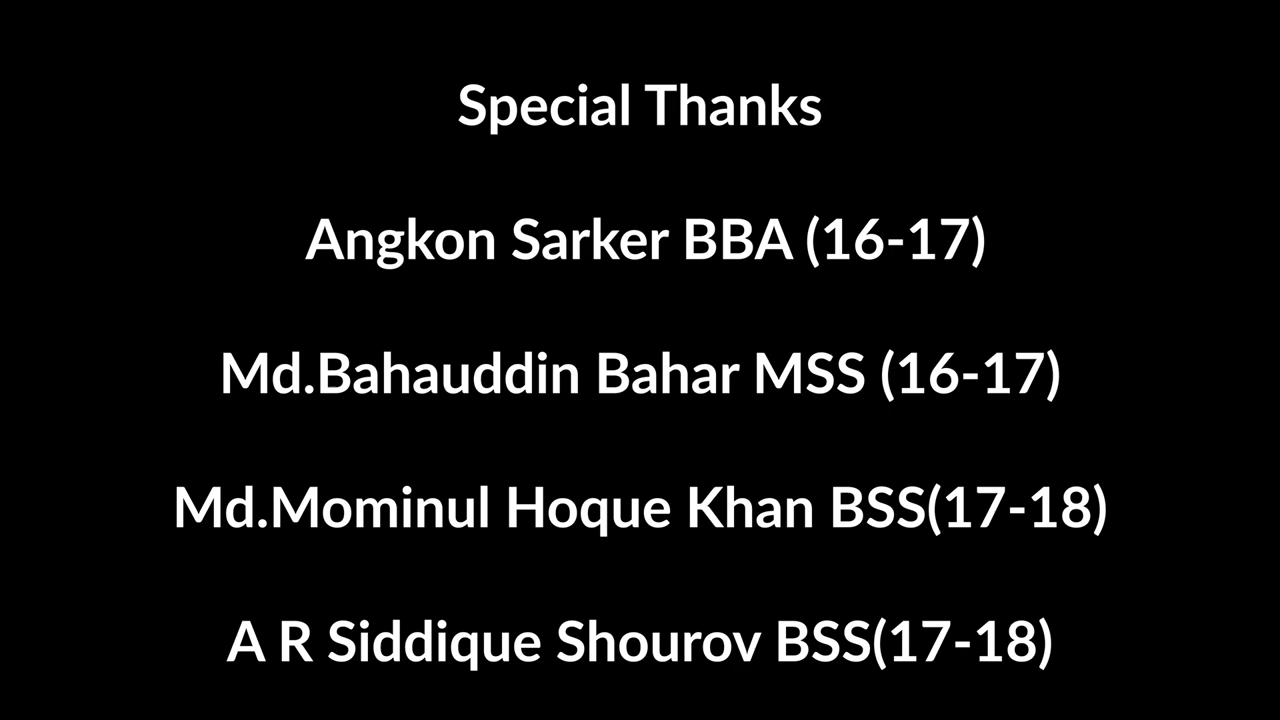 Special Thanks
Angkon Sarker BBA (16-17)
Md.Bahauddin Bahar MSS (16-17)
Md.Mominul Hoque Khan BSS(17-18)
A R Siddique Shourov BSS(17-18)